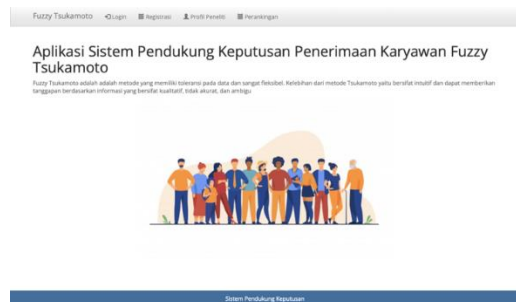 Fuzzy Tsukamoto Login Registrasi Profil Peneliti Perankingan
Aplikasi Sistem Pendukung Keputusan Penerimaan Karyawan Fuzzy
Tsukamoto
Fuzzy Tsukamoto adalah adalah metode yang memiliki toleransi pada data dan sangat fleksibel. Kelebihan dari metode Tsukamoto yaitu bersifat intuitif dan dapat memberikan
tanggapan berdasarkan informasi yang bersifat kualitatif, tidak akurat, dan ambigu
Sistem Pendukung Keputusan